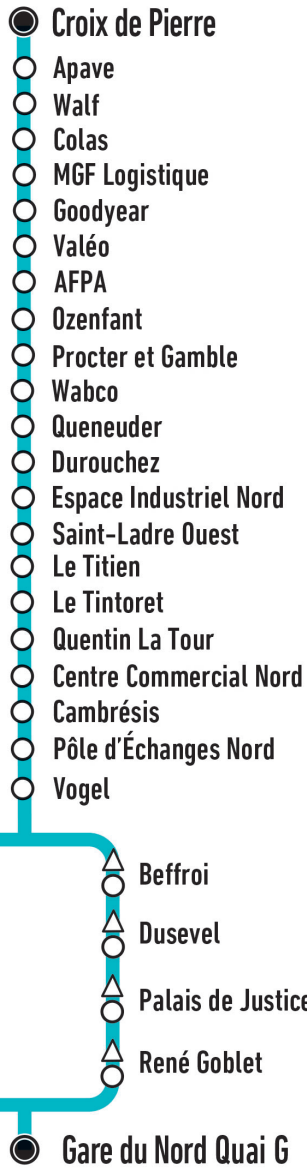 Croix de Pierre
Apave
Walf
Colas
MGF Logistique
Goodyear
Valéo
AFPA
Ozenfant
Procter et Gamble
Wabco
Queneuder
Durouchez
Espace Industriel Nord
Saint-Ladre Ouest
Le Titien
Le Tintoret
Quentin La Tour
Centre Commercial Nord
Cambrésis
Pôle d'Échanges Nord
Vogel
Beffroi
Dusevel
Palais de Justice
René Goblet
Gare du Nord Quai G